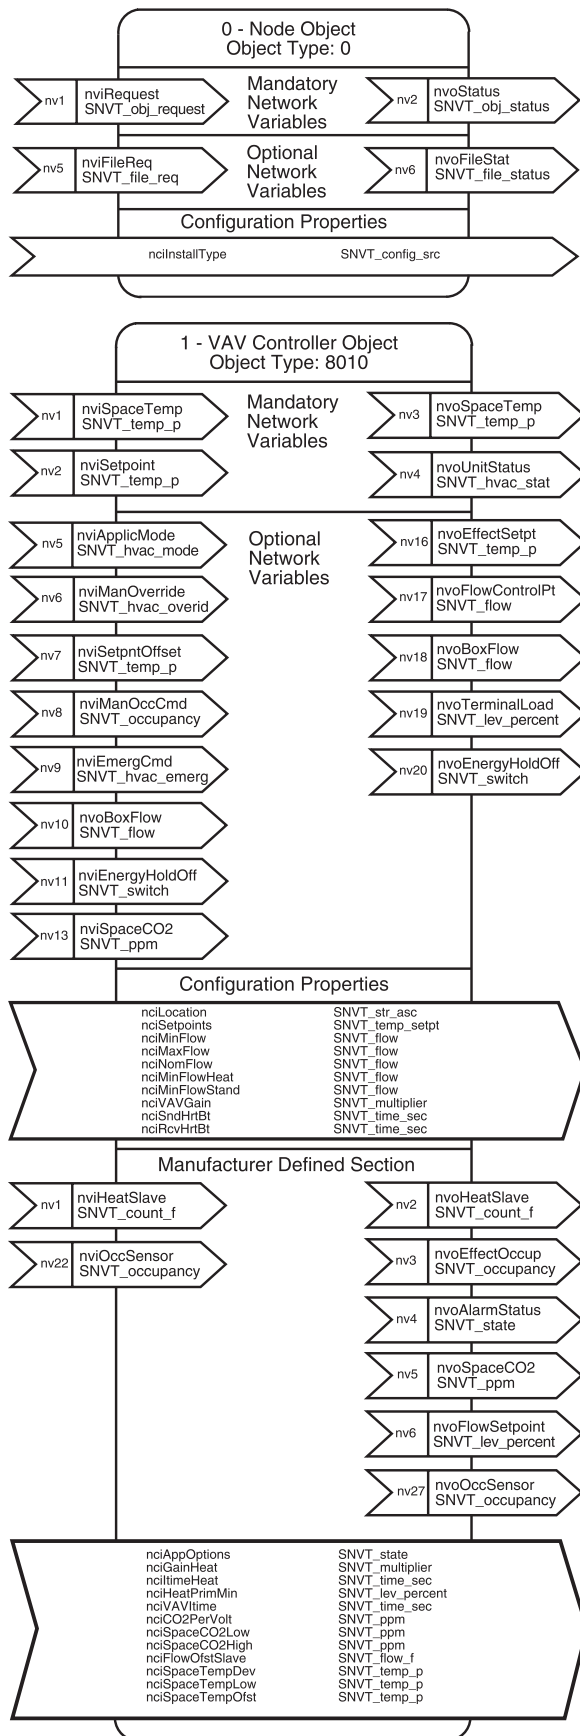 0 - Node Object
Object Type: 0
nv1
nviRequest
SNVT_obj_request
Mandatory
Network
Variables
nv2
nvoStatus
SNVT_obj_status
nv5
nviFileReq
SNVT_file_req
Optional
Network
Variables
nv6
nvoFileStat
SNVT_file_status
Configuration Properties
nciInstallType SNVT_config_src
1 - VAV Controller Object
Object Type: 8010
nv1
nviSpaceTemp
SNVT_temp_p
Mandatory
Network
Variables
nv3
nvoSpaceTemp
SNVT_temp_p
nv2
nviSetpoint
SNVT_temp_p
nv4
nvoUnitStatus
SNVT_hvac_stat
nv5
nviApplicMode
SNVT_hvac_mode
Optional
Network
Variables
nv16
nvoEffectSetpt
SNVT_temp_p
nv6
nviManOverride
SNVT_hvac_overid
nv17
nvoFlowControlPt
SNVT_flow
nv7
nviSetpntOffset
SNVT_temp_p
nv18
nvoBoxFlow
SNVT_flow
nv8
nviManOccCmd
SNVT_occupancy
nv19
nvoTerminalLoad
SNVT_lev_percent
nv9
nviEmergCmd
SNVT_hvac_emerg
nv20
nvoEnergyHoldOff
SNVT_switch
nv10
nvoBoxFlow
SNVT_flow
nv11
nviEnergyHoldOff
SNVT_switch
nv13
nviSpaceCO2
SNVT_ppm
Configuration Properties
nciLocation SNVT_str_asc
nciSetpoints SNVT_temp_setpt
nciMinFlow SNVT_flow
nciMaxFlow SNVT_flow
nciNomFlow SNVT_flow
nciMinFlowHeat SNVT_flow
nciMinFlowStand SNVT_flow
nciVAVGain SNVT_multiplier
nciSndHrtBt SNVT_time_sec
nciRcvHrtBt SNVT_time_sec
Manufacturer Defined Section
nv1
nviHeatSlave
SNVT_count_f
nv2
nvoHeatSlave
SNVT_count_f
nv22
nviOccSensor
SNVT_occupancy
nv3
nvoEffectOccup
SNVT_occupancy
nv4
nvoAlarmStatus
SNVT_state
nv5
nvoSpaceCO2
SNVT_ppm
nv6
nvoFlowSetpoint
SNVT_lev_percent
nv27
nvoOccSensor
SNVT_occupancy
nciAppOptions SNVT_state
nciGainHeat SNVT_multiplier
nciItimeHeat SNVT_time_sec
nciHeatPrimMin SNVT_lev_percent
nciVAVItime SNVT_time_sec
nciCO2PerVolt SNVT_ppm
nciSpaceCO2Low SNVT_ppm
nciSpaceCO2High SNVT_ppm
nciFlowOfstSlave SNVT_flow_f
nciSpaceTempDev SNVT_temp_p
nciSpaceTempLow SNVT_temp_p
nciSpaceTempOfst SNVT_temp_p